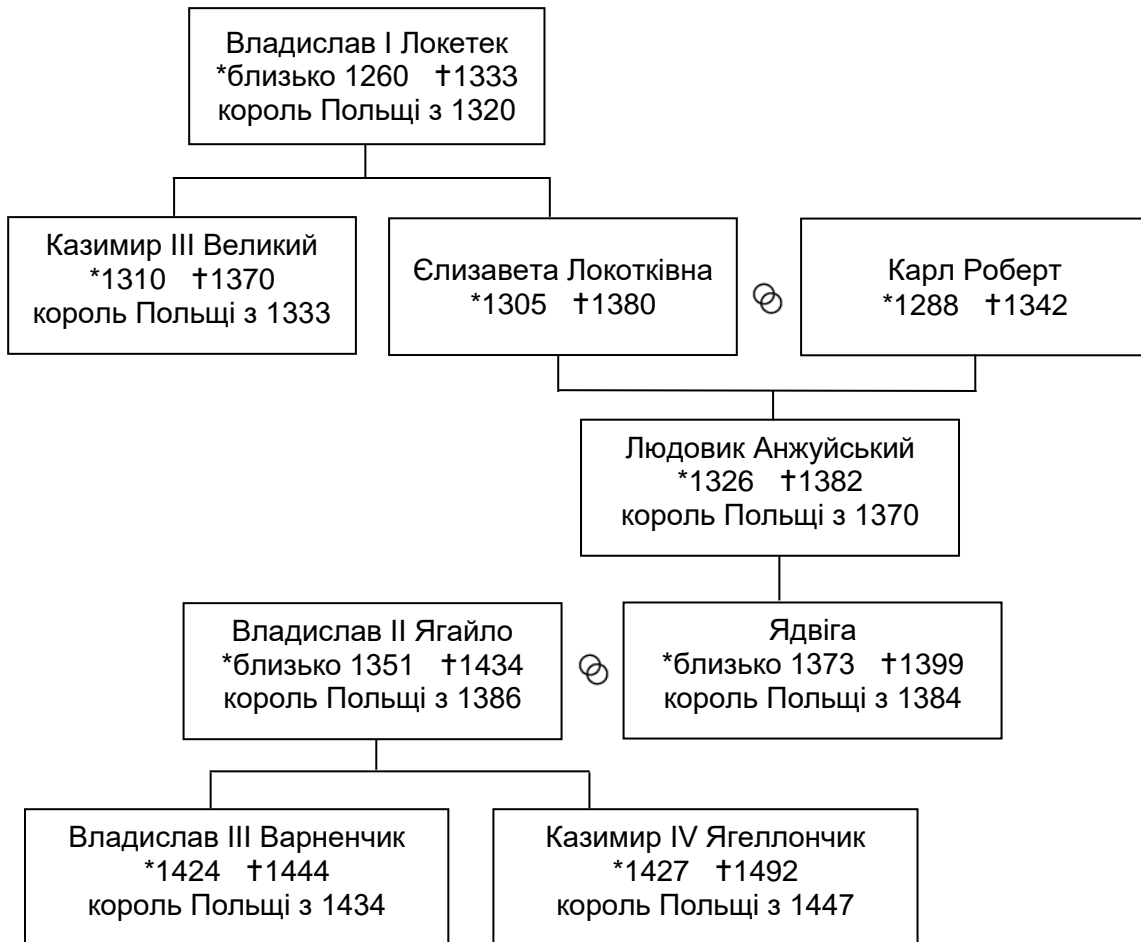 Владислав I Локетек
*близько 1260 †1333
король Польщі з 1320
Казимир III Великий
*1310 †1370
король Польщі з 1333
Єлизавета Локотківна
*1305 †1380
Карл Роберт
*1288 †1342
Людовик Анжуйський
*1326 †1382
король Польщі з 1370
Владислав II Ягайло
*близько 1351 †1434
король Польщі з 1386
Ядвіга
*близько 1373 †1399
король Польщі з 1384
Владислав III Варненчик
*1424 †1444
король Польщі з 1434
Казимир IV Ягеллончик
*1427 †1492
король Польщі з 1447